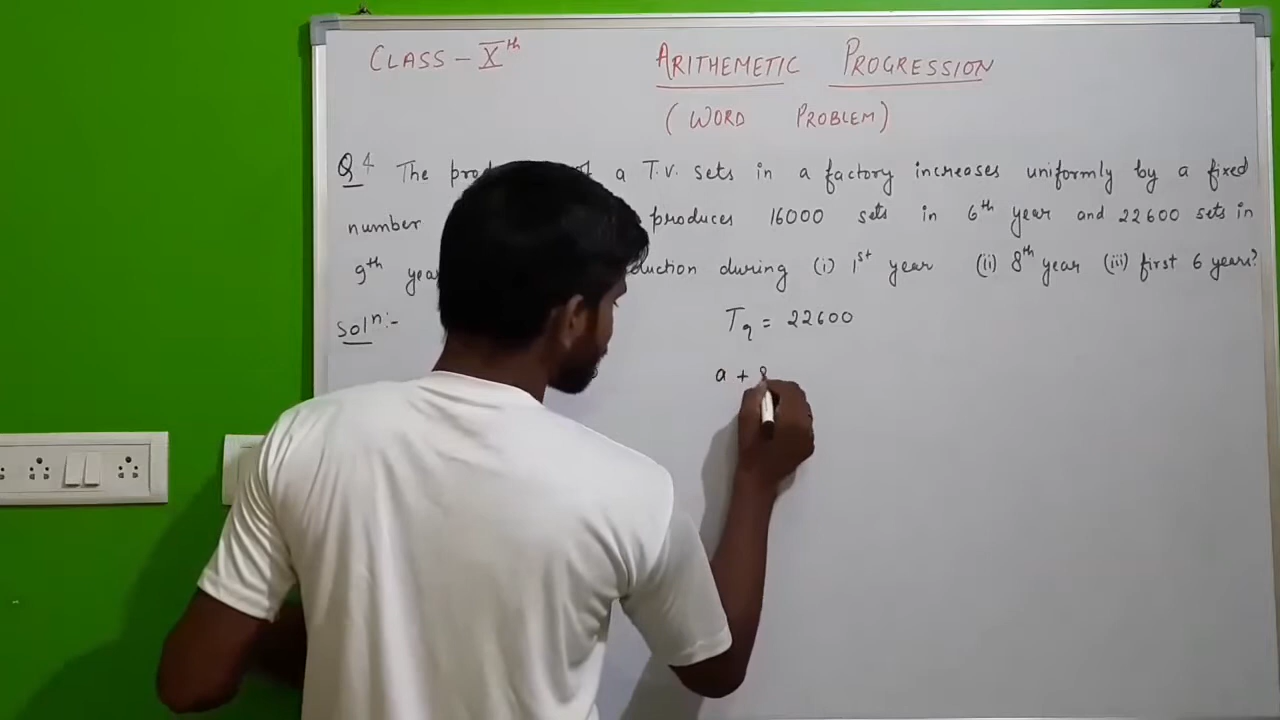 CLASS - Xth ARITHEMETIC PROGRESSION
(WORD PROBLEM)
Q4 The of a T.V. sets in a factory increases uniformly by a fixed
number produces 16000 sets in 6th year and 22600 sets in
9th year duction during (i) 1st year (ii) 8th year (iii) first 6 years?
Soln:-
T9 = 22600
a + 8